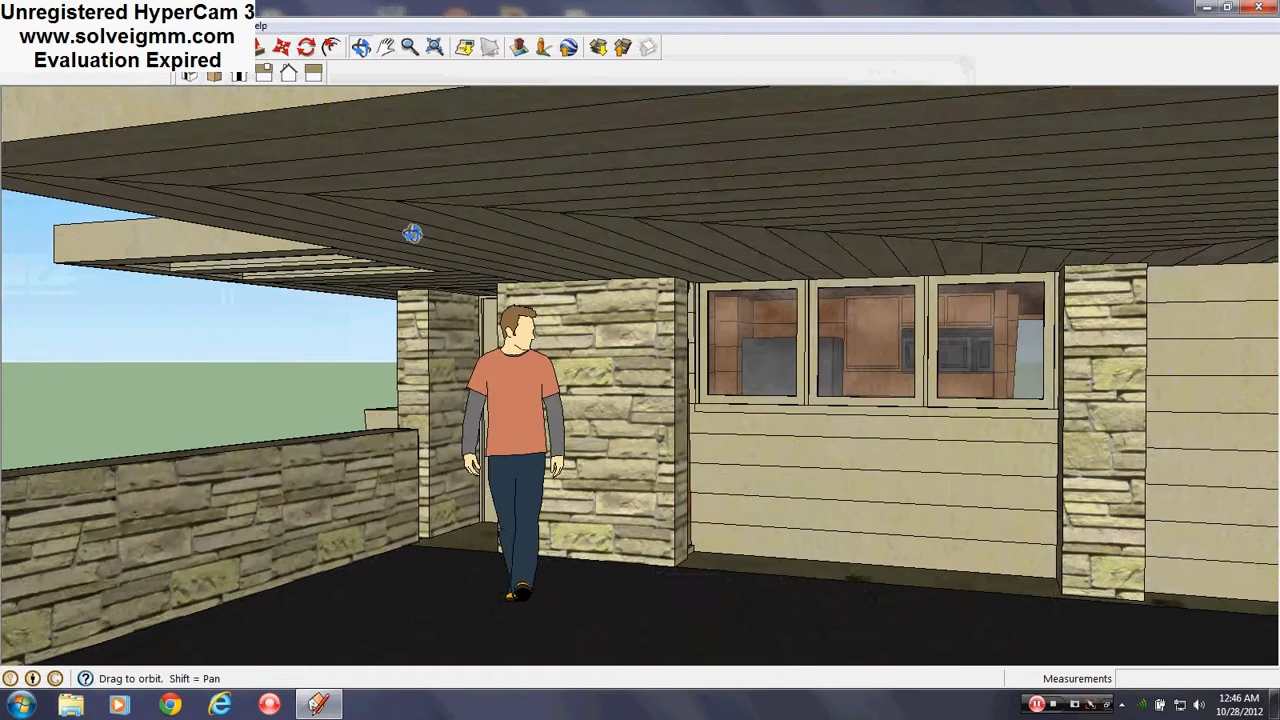 Unregistered HyperCam 3
www.solveigmm.com
Evaluation Expired
elp
Drag to orbit. Shift = Pan
Measurements
12:46 AM
10/28/2012